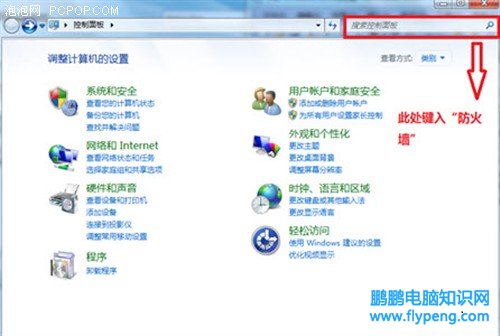 泡泡网 PCPOP.COM
控制面板
搜索控制面板
调整计算机的设置
查看方式: 类别
系统和安全
查看您的计算机状态
备份您的计算机
查找并解决问题
网络和 Internet
查看网络状态和任务
选择家庭组和共享选项
硬件和声音
查看设备和打印机
添加设备
连接到投影仪
调整常用移动设置
程序
卸载程序
用户帐户和家庭安全
添加或删除用户帐户
为所有用户设置家长控制
外观和个性化
更改主题
更改桌面背景
调整屏幕分辨率
时钟、语言和区域
更改键盘或其他输入法
更改显示语言
轻松访问
使用 Windows 建议的设置
优化视频显示
此处键入“防火
墙”
鹏鹏电脑知识网
www.flypeng.com